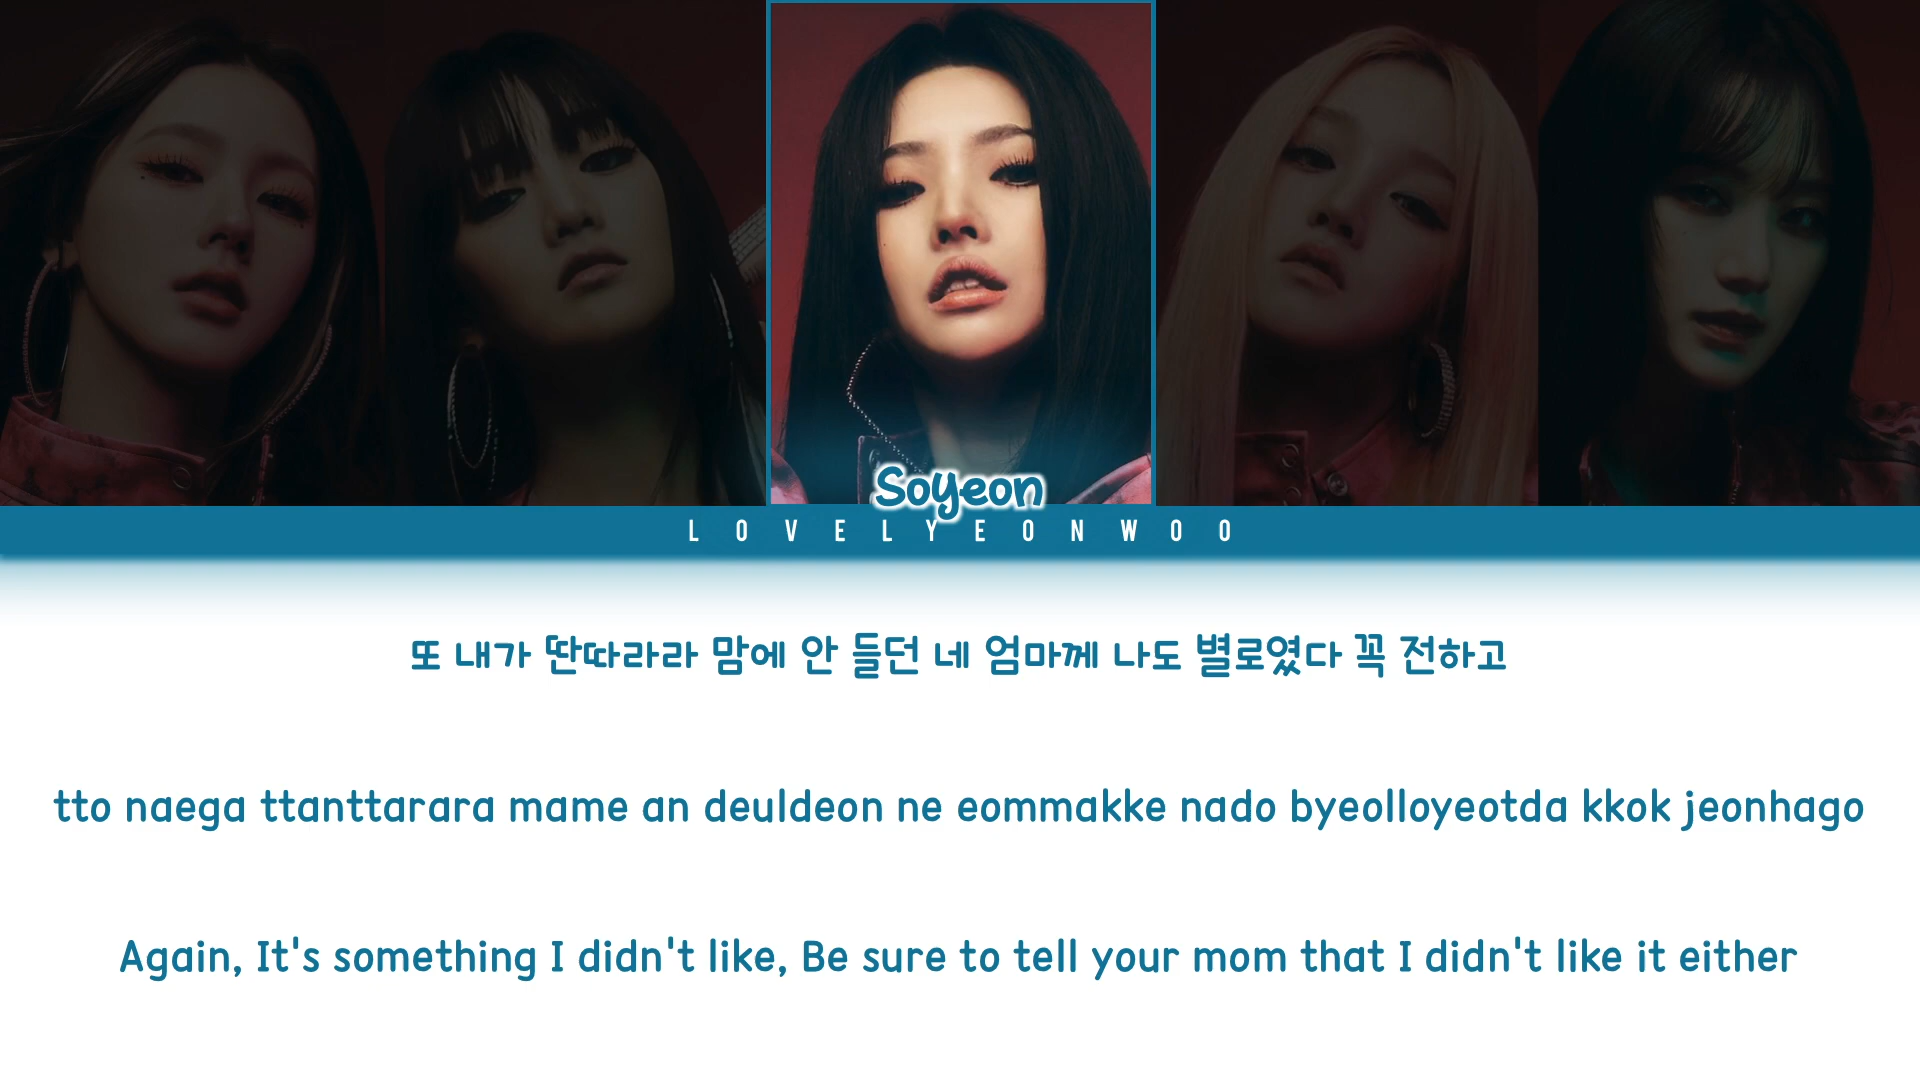 Soyeon
LOVELYEONWOO
또 내가 딴따라라 맘에 안 들던 네 엄마께 나도 별로였다 꼭 전하고
tto naega ttanttarara mame an deuldeon ne eommakke nado byeolloyeotda kkok jeonhago
Again, It's something I didn't like, Be sure to tell your mom that I didn't like it either